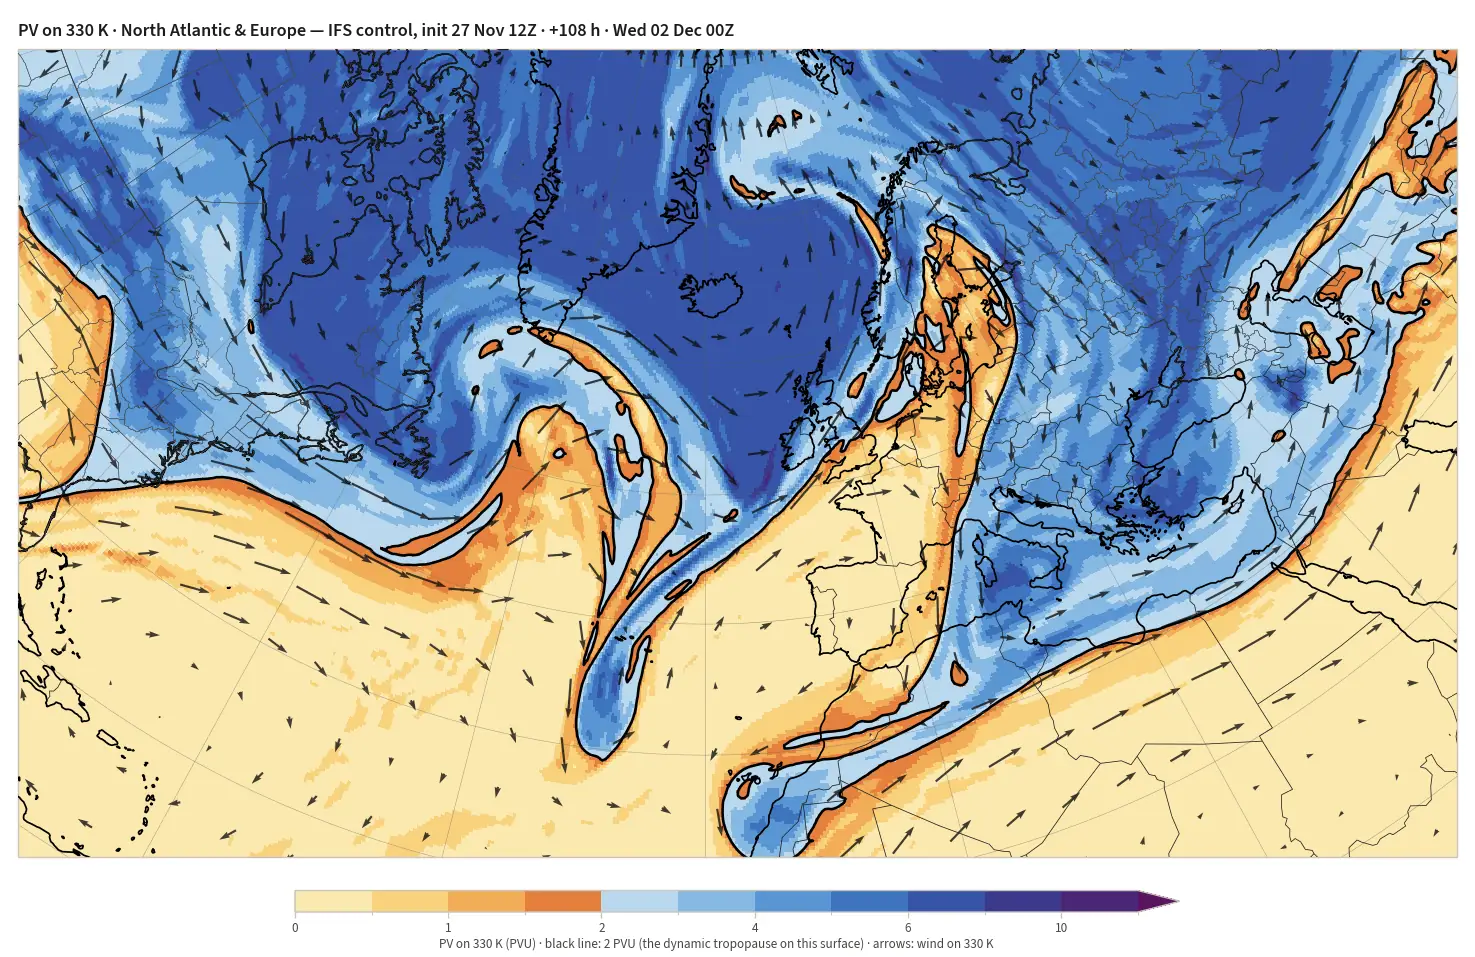 PV on 330 K · North Atlantic & Europe — IFS control, init 27 Nov 12Z · +108 h · Wed 02 Dec 00Z
0 1 2 4 6 10
PV on 330 K (PVU) · black line: 2 PVU (the dynamic tropopause on this surface) · arrows: wind on 330 K